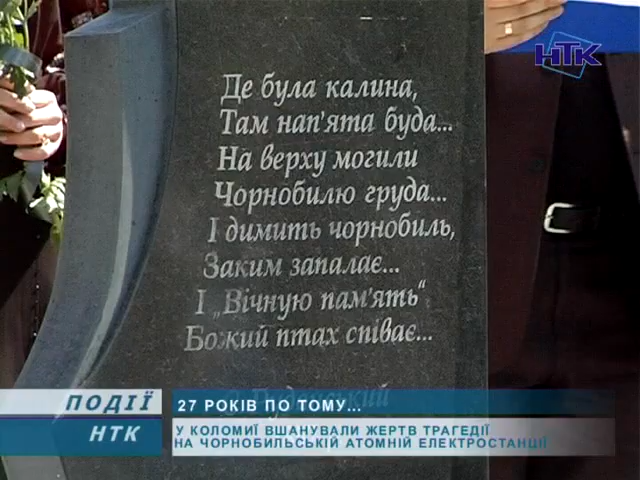 НТК
Де була калина,
Там нап'ята буда...
На верху могили
Чорнобилю груда...
І димить чорнобиль,
Заким запалає...
І „Вічную пам'ять“
Божий птах співає...
ПОДІЇ
НТК
27 РОКІВ ПО ТОМУ...
У КОЛОМИЇ ВШАНУВАЛИ ЖЕРТВ ТРАГЕДІЇ
НА ЧОРНОБИЛЬСЬКІЙ АТОМНІЙ ЕЛЕКТРОСТАНЦІЇ